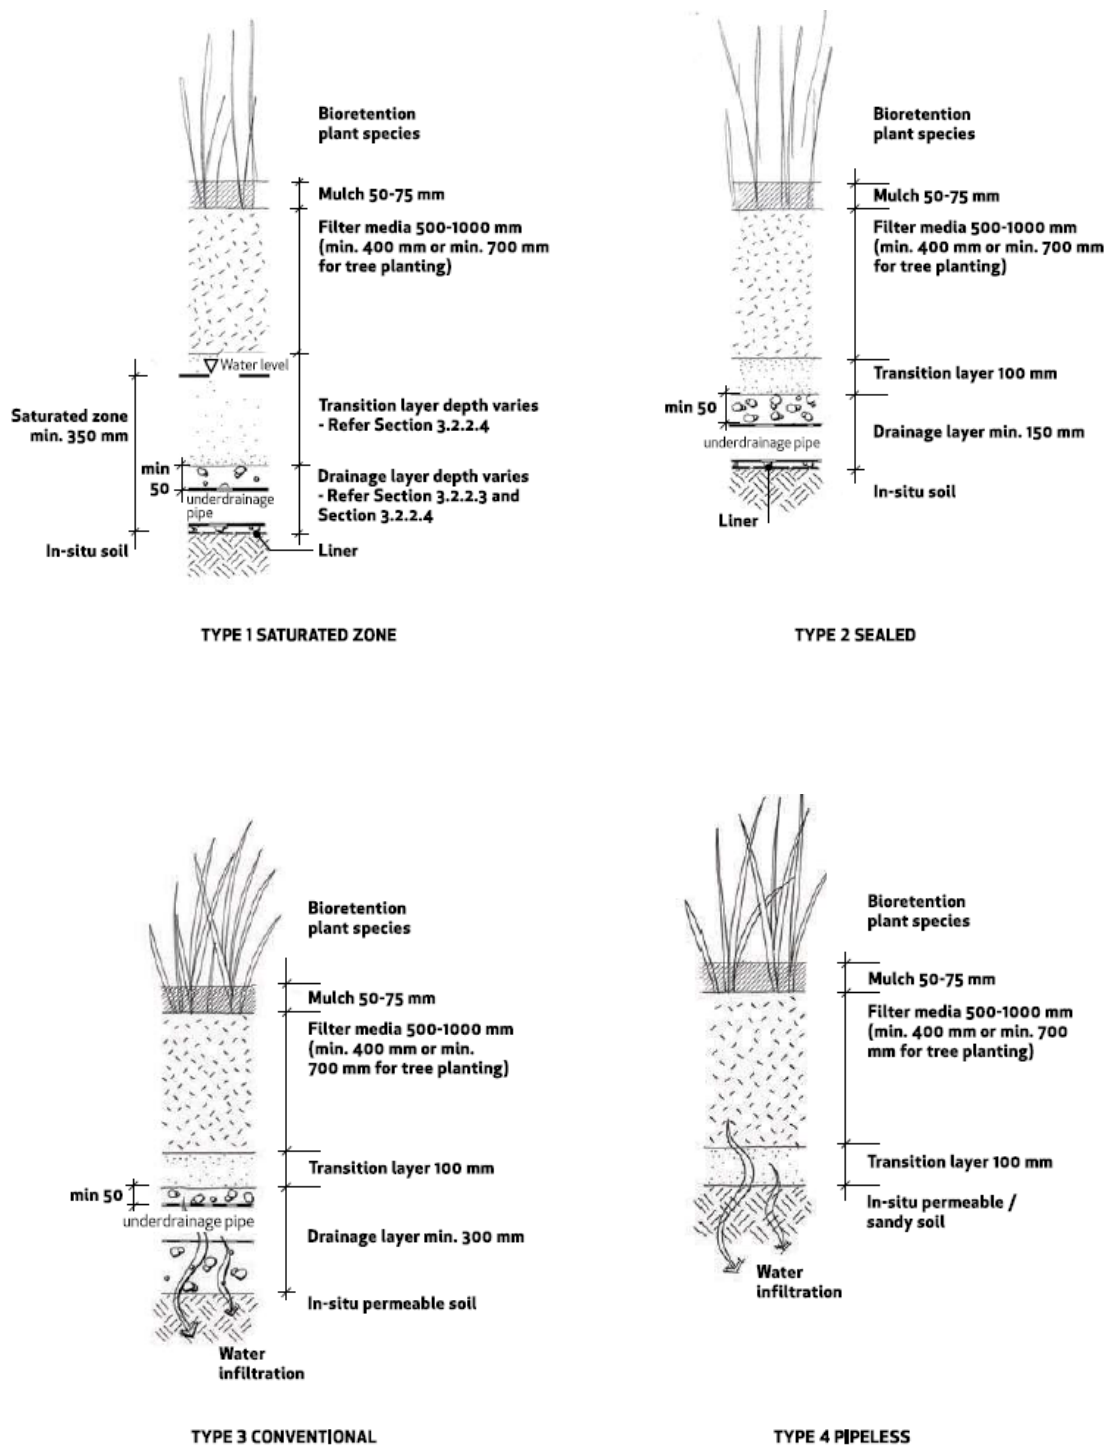 Bioretention
plant species
Mulch 50-75 mm
Filter media 500-1000 mm
(min. 400 mm or min. 700 mm
for tree planting)
Water level
Saturated zone
min. 350 mm
Transition layer depth varies
- Refer Section 3.2.2.4
min
50
Drainage layer depth varies
- Refer Section 3.2.2.3 and
Section 3.2.2.4
underdrainage
pipe
In-situ soil
Liner
TYPE 1 SATURATED ZONE
Bioretention
plant species
Mulch 50-75 mm
Filter media 500-1000 mm
(min. 400 mm or min. 700 mm
for tree planting)
Transition layer 100 mm
min 50
Drainage layer min. 150 mm
underdrainage pipe
In-situ soil
Liner
TYPE 2 SEALED
Bioretention
plant species
Mulch 50-75 mm
Filter media 500-1000 mm
(min. 400 mm or min.
700 mm for tree planting)
Transition layer 100 mm
min 50
underdrainage pipe
Drainage layer min. 300 mm
In-situ permeable soil
Water
infiltration
TYPE 3 CONVENTIONAL
Bioretention
plant species
Mulch 50-75 mm
Filter media 500-1000 mm
(min. 400 mm or min. 700
mm for tree planting)
Transition layer 100 mm
In-situ permeable /
sandy soil
Water
infiltration
TYPE 4 PIPELESS